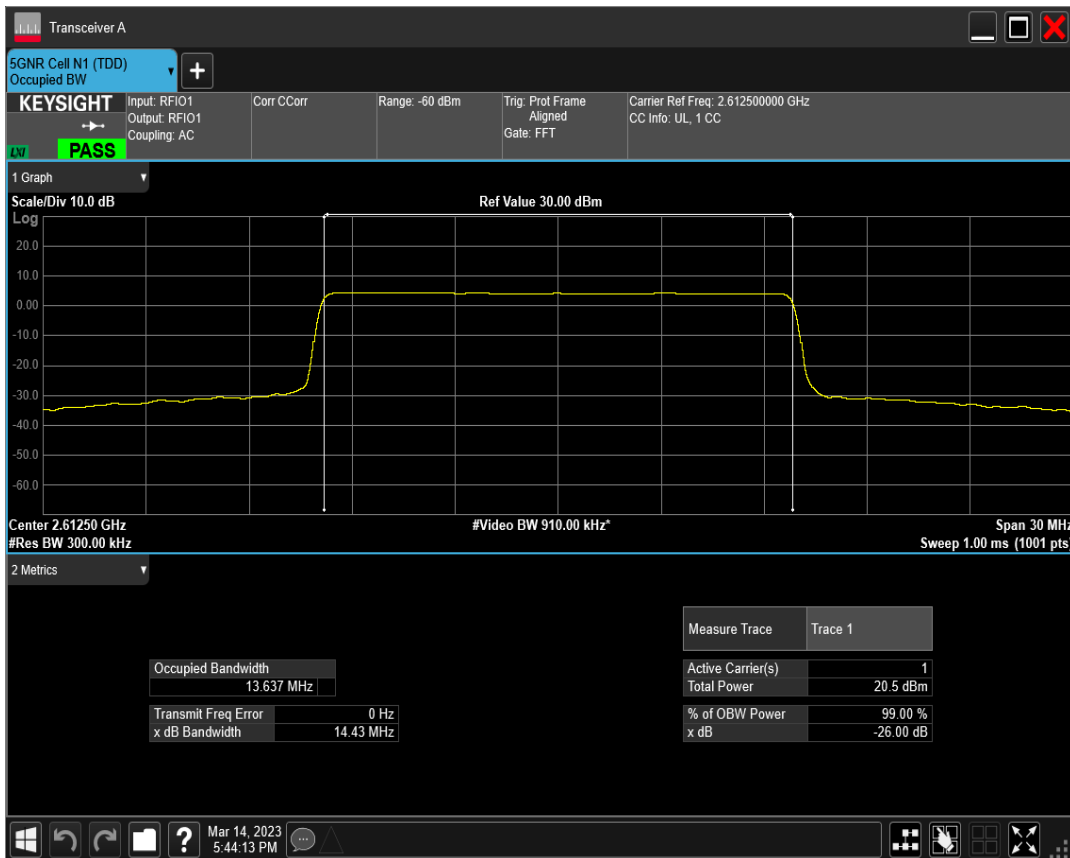 Transceiver A
5GNR Cell N1 (TDD)
Occupied BW
+
KEYSIGHT
LXI
PASS
Input: RFIO1
Output: RFIO1
Coupling: AC
Corr CCorr
Range: -60 dBm
Trig: Prot Frame
Aligned
Gate: FFT
Carrier Ref Freq: 2.612500000 GHz
CC Info: UL, 1 CC
1 Graph
Scale/Div 10.0 dB
Ref Value 30.00 dBm
Log
20.0
10.0
0.00
-10.0
-20.0
-30.0
-40.0
-50.0
-60.0
Center 2.61250 GHz
#Video BW 910.00 kHz*
Span 30 MHz
#Res BW 300.00 kHz
Sweep 1.00 ms (1001 pts)
2 Metrics
Measure Trace Trace 1
Occupied Bandwidth
13.637 MHz
Active Carrier(s) 1
Total Power 20.5 dBm
Transmit Freq Error 0 Hz
x dB Bandwidth 14.43 MHz
% of OBW Power 99.00 %
x dB -26.00 dB
?
Mar 14, 2023
5:44:13 PM